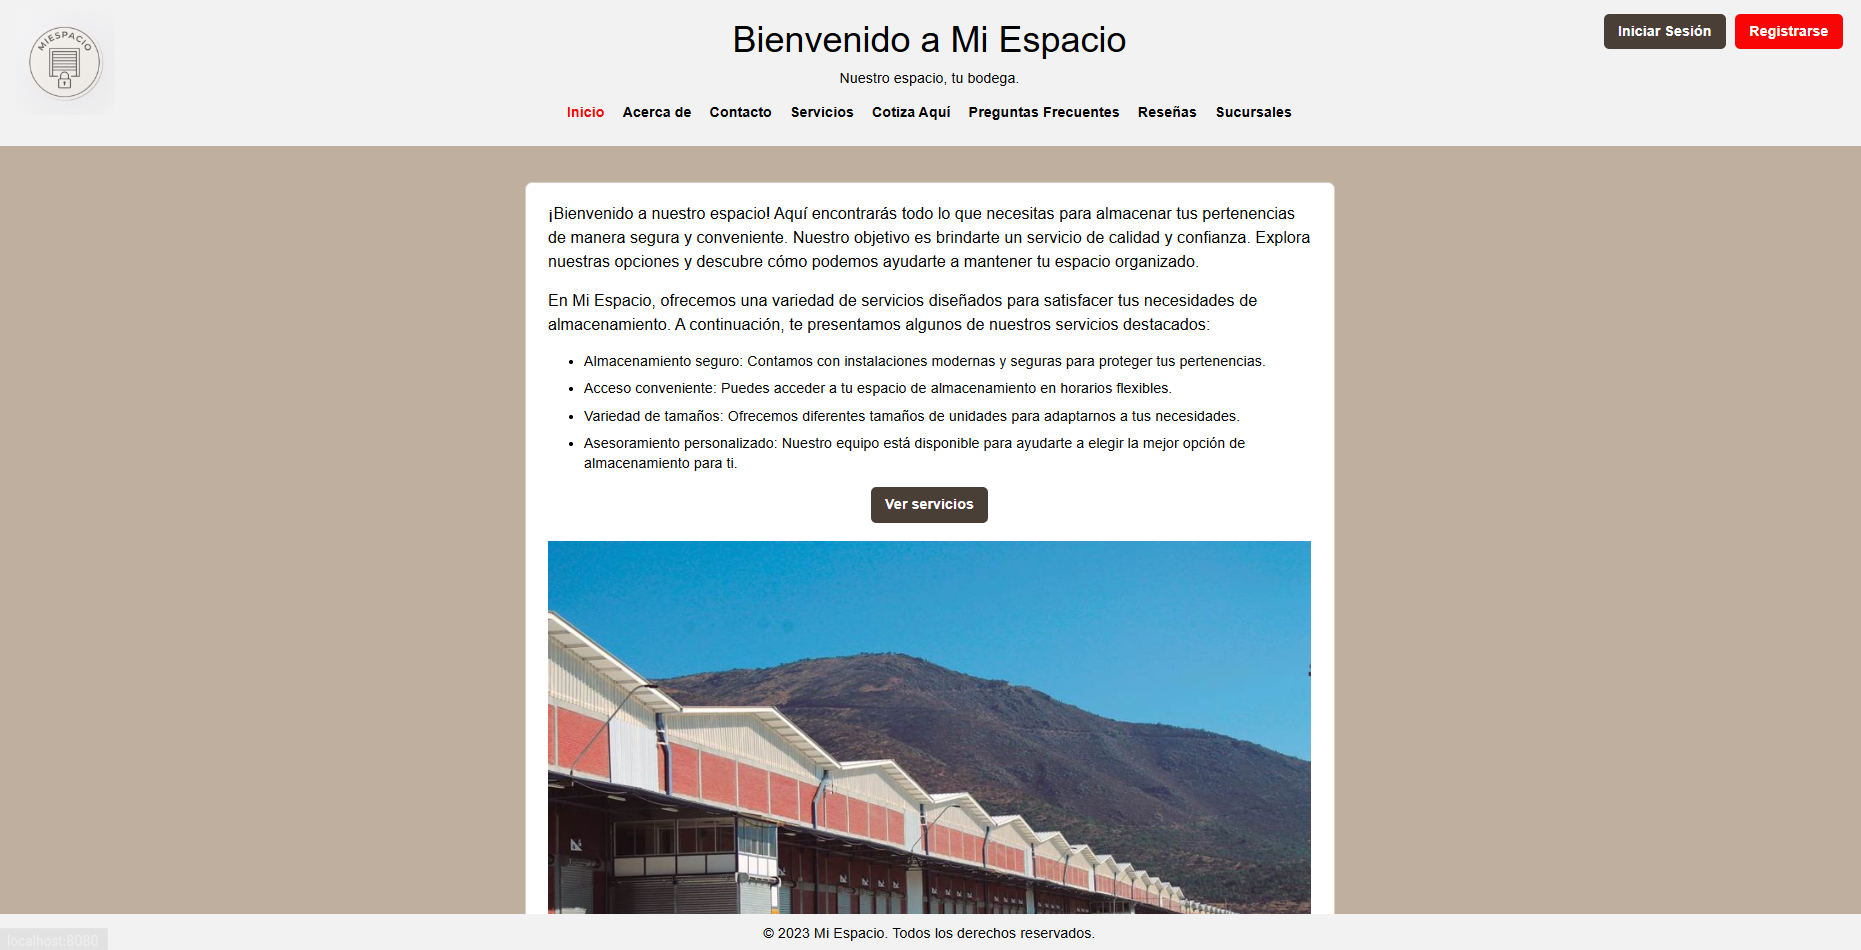 MIESPACIO
Bienvenido a Mi Espacio
Nuestro espacio, tu bodega.
Iniciar Sesión
Registrarse
Inicio Acerca de Contacto Servicios Cotiza Aquí Preguntas Frecuentes Reseñas Sucursales
¡Bienvenido a nuestro espacio! Aquí encontrarás todo lo que necesitas para almacenar tus pertenencias
de manera segura y conveniente. Nuestro objetivo es brindarte un servicio de calidad y confianza. Explora
nuestras opciones y descubre cómo podemos ayudarte a mantener tu espacio organizado.
En Mi Espacio, ofrecemos una variedad de servicios diseñados para satisfacer tus necesidades de
almacenamiento. A continuación, te presentamos algunos de nuestros servicios destacados:
• Almacenamiento seguro: Contamos con instalaciones modernas y seguras para proteger tus pertenencias.
• Acceso conveniente: Puedes acceder a tu espacio de almacenamiento en horarios flexibles.
• Variedad de tamaños: Ofrecemos diferentes tamaños de unidades para adaptarnos a tus necesidades.
• Asesoramiento personalizado: Nuestro equipo está disponible para ayudarte a elegir la mejor opción de
almacenamiento para ti.
Ver servicios
© 2023 Mi Espacio. Todos los derechos reservados.
localhost:8080